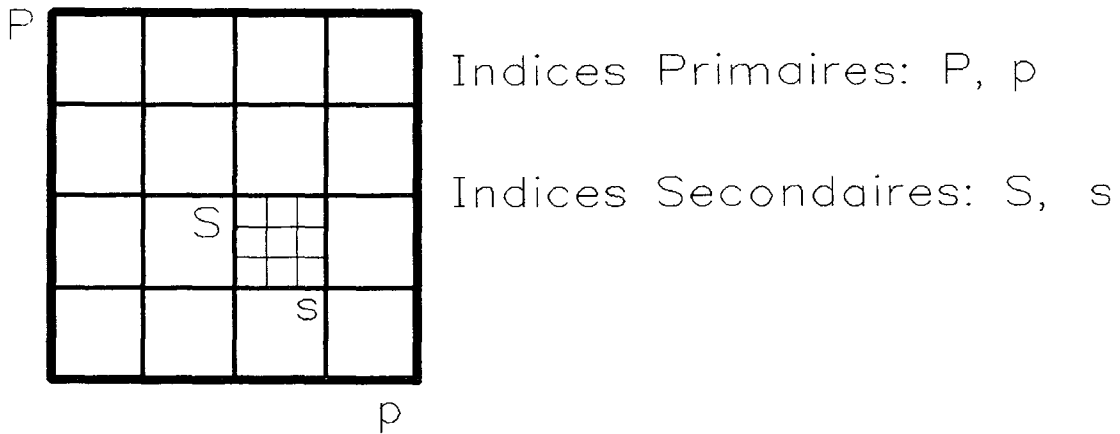 P
Indices Primaires: P, p
Indices Secondaires: S, s
S
s
p